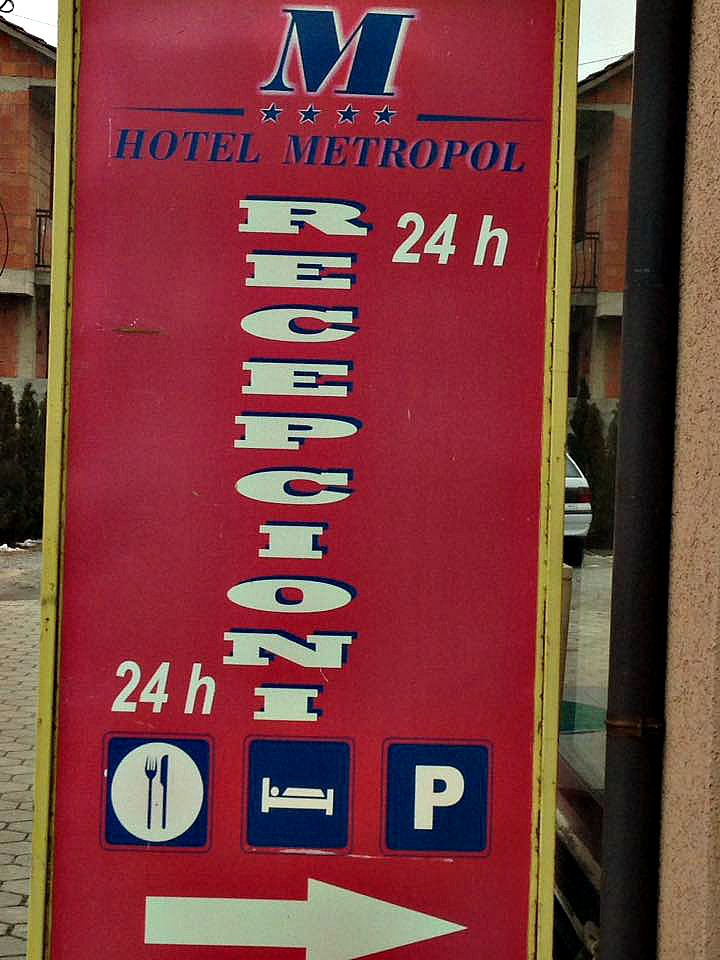 M
HOTEL METROPOL
RECEPCIONI
24 h
24 h
P